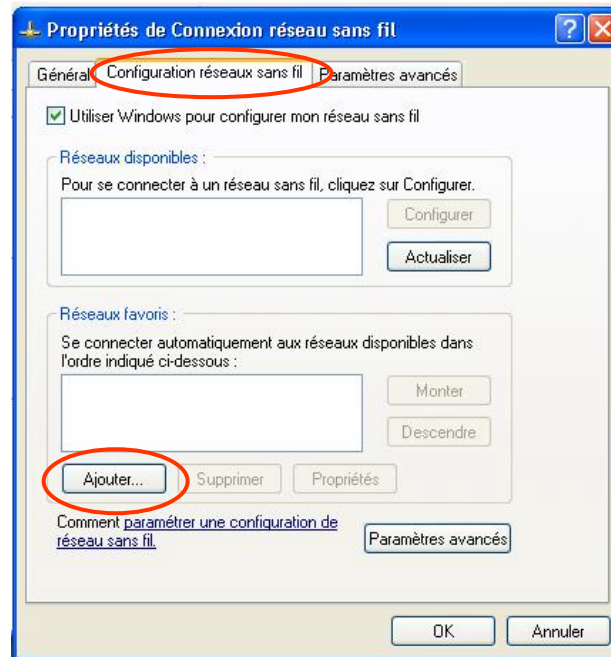 Propriétés de Connexion réseau sans fil
Général Configuration réseaux sans fil Paramètres avancés
Utiliser Windows pour configurer mon réseau sans fil
Réseaux disponibles :
Pour se connecter à un réseau sans fil, cliquez sur Configurer.
Configurer
Actualiser
Réseaux favoris :
Se connecter automatiquement aux réseaux disponibles dans
l'ordre indiqué ci-dessous :
Monter
Descendre
Ajouter... Supprimer Propriétés
Comment paramétrer une configuration de
réseau sans fil.
Paramètres avancés
OK Annuler